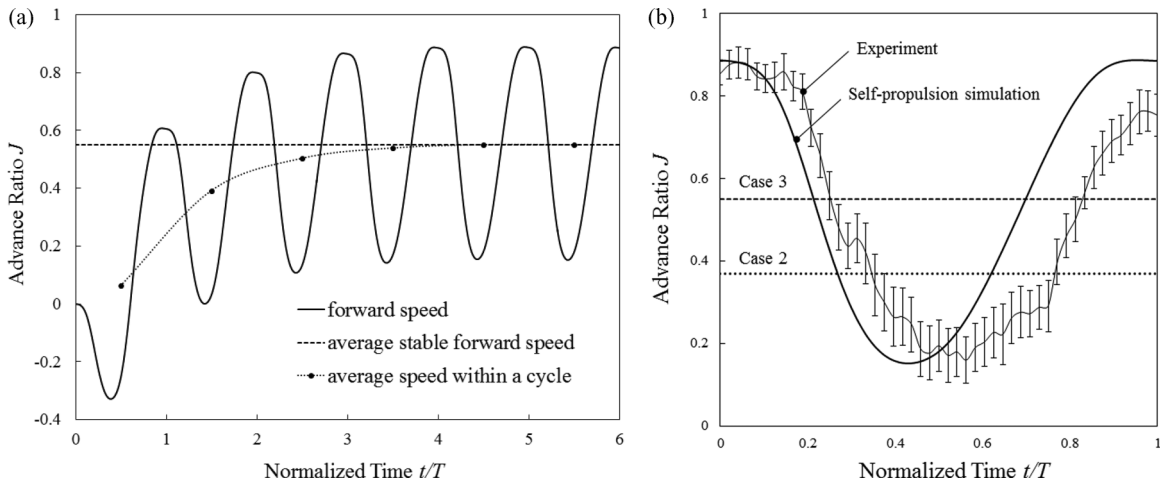 (a)
1
0.8
0.6
0.4
0.2
0
-0.2
-0.4
Advance Ratio J
forward speed
average stable forward speed
average speed within a cycle
0 1 2 3 4 5 6
Normalized Time t/T
(b)
1
0.8
0.6
0.4
0.2
0
Advance Ratio J
Experiment
Self-propulsion simulation
Case 3
Case 2
0 0.2 0.4 0.6 0.8 1
Normalized Time t/T